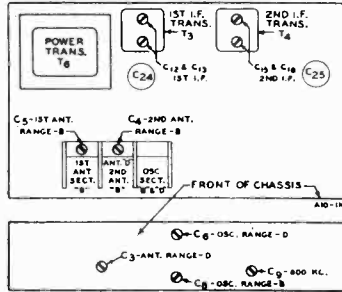 1ST I.F. TRANS. T3
2ND I.F. TRANS. T4
POWER TRANS. T6
C24
C12 & C13 1ST I.F.
C15 & C16 2ND I.F.
C25
C5-1ST ANT. RANGE-B
C4-2ND ANT. RANGE-B
1ST ANT. SECT. "B"
ANT. D 2ND ANT. "B"
OSC SECT. "B & D"
FRONT OF CHASSIS
A10-1
C6-OSC. RANGE-D
C3-ANT. RANGE-D
C9-600 KC.
C8-OSC. RANGE-B